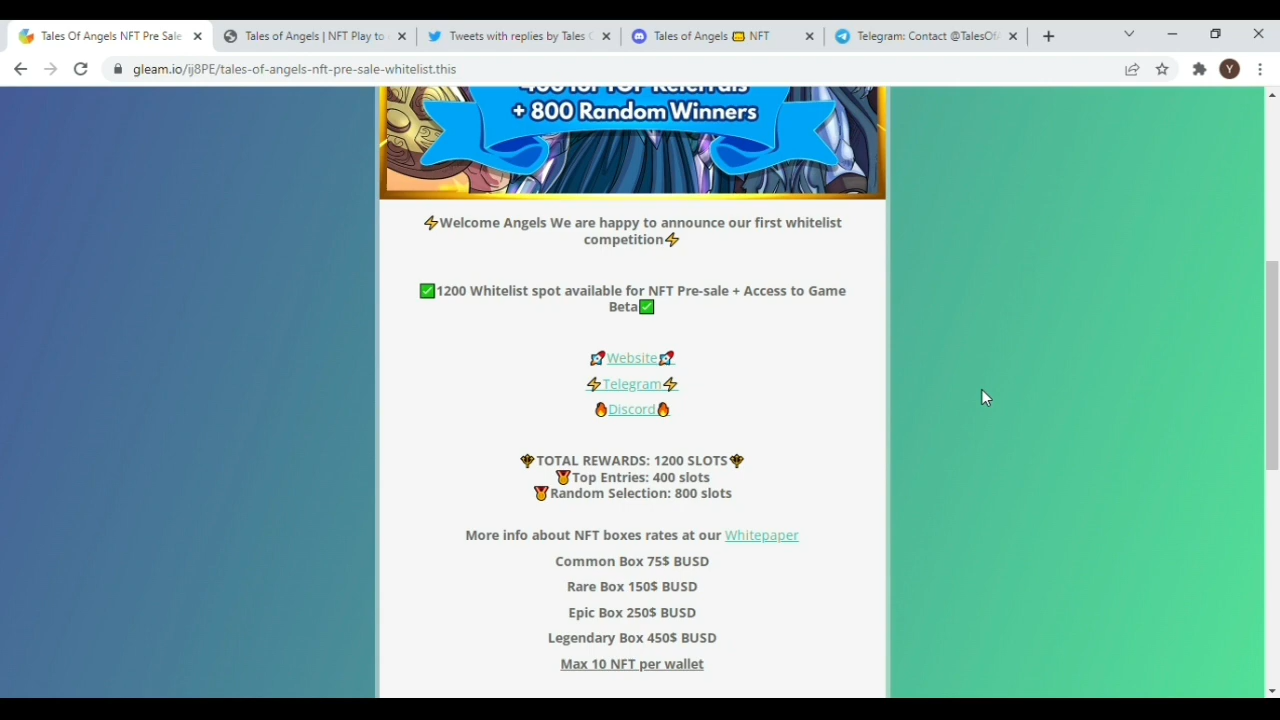 Tales Of Angels NFT Pre Sale
Tales of Angels | NFT Play to
Tweets with replies by Tales
Tales of Angels NFT
Telegram: Contact @TalesOf
gleam.io/ij8PE/tales-of-angels-nft-pre-sale-whitelist.this
Y
400 for TOP Referrals
+ 800 Random Winners
⚡Welcome Angels We are happy to announce our first whitelist
competition⚡
✅1200 Whitelist spot available for NFT Pre-sale + Access to Game
Beta✅
🚀Website🚀
⚡Telegram⚡
🔥Discord🔥
TOTAL REWARDS: 1200 SLOTS
🏅Top Entries: 400 slots
🏅Random Selection: 800 slots
More info about NFT boxes rates at our Whitepaper
Common Box 75$ BUSD
Rare Box 150$ BUSD
Epic Box 250$ BUSD
Legendary Box 450$ BUSD
Max 10 NFT per wallet